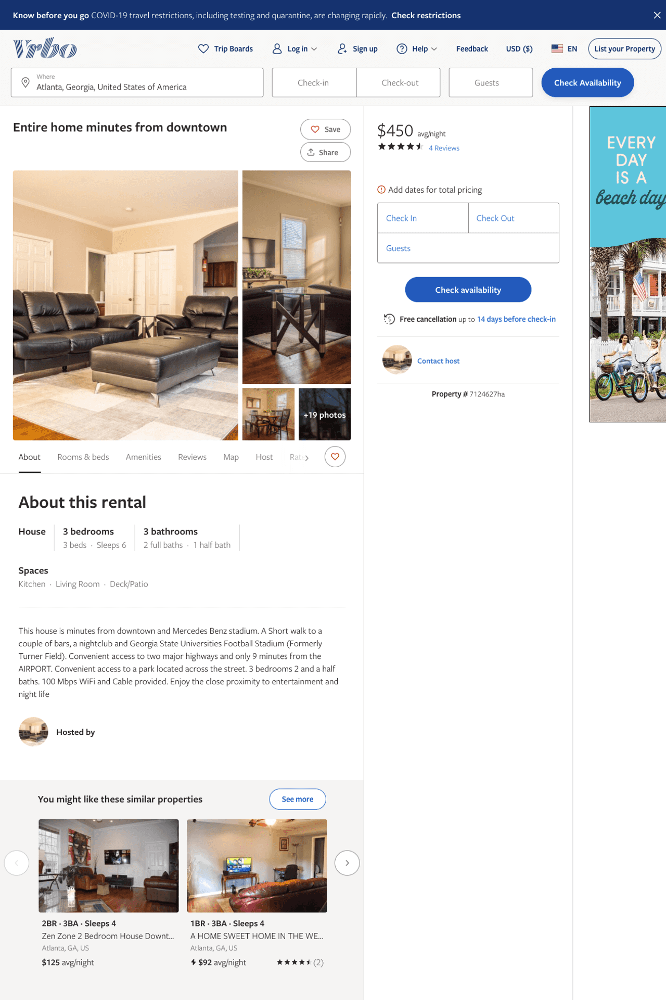 Know before you go COVID-19 travel restrictions, including testing and quarantine, are changing rapidly. Check restrictions
Vrbo
Trip Boards
Log in
Sign up
Help
Feedback
USD ($)
EN
List your Property
Where
Atlanta, Georgia, United States of America
Check-in
Check-out
Guests
Check Availability
Entire home minutes from downtown
Save
Share
+19 photos
$450 avg/night
4 Reviews
Add dates for total pricing
Check In
Check Out
Guests
Check availability
Free cancellation up to 14 days before check-in
Contact host
Property # 7124627ha
EVERY
DAY
IS A
beach day
About
Rooms & beds
Amenities
Reviews
Map
Host
Rate
About this rental
House
3 bedrooms
3 beds · Sleeps 6
3 bathrooms
2 full baths · 1 half bath
Spaces
Kitchen · Living Room · Deck/Patio
This house is minutes from downtown and Mercedes Benz stadium. A Short walk to a
couple of bars, a nightclub and Georgia State Universities Football Stadium (Formerly
Turner Field). Convenient access to two major highways and only 9 minutes from the
AIRPORT. Convenient access to a park located across the street. 3 bedrooms 2 and a half
baths. 100 Mbps WiFi and Cable provided. Enjoy the close proximity to entertainment and
night life
Hosted by
You might like these similar properties
See more
2BR · 3BA · Sleeps 4
Zen Zone 2 Bedroom House Downt...
Atlanta, GA, US
$125 avg/night
1BR · 3BA · Sleeps 4
A HOME SWEET HOME IN THE WE...
Atlanta, GA, US
$92 avg/night
(2)